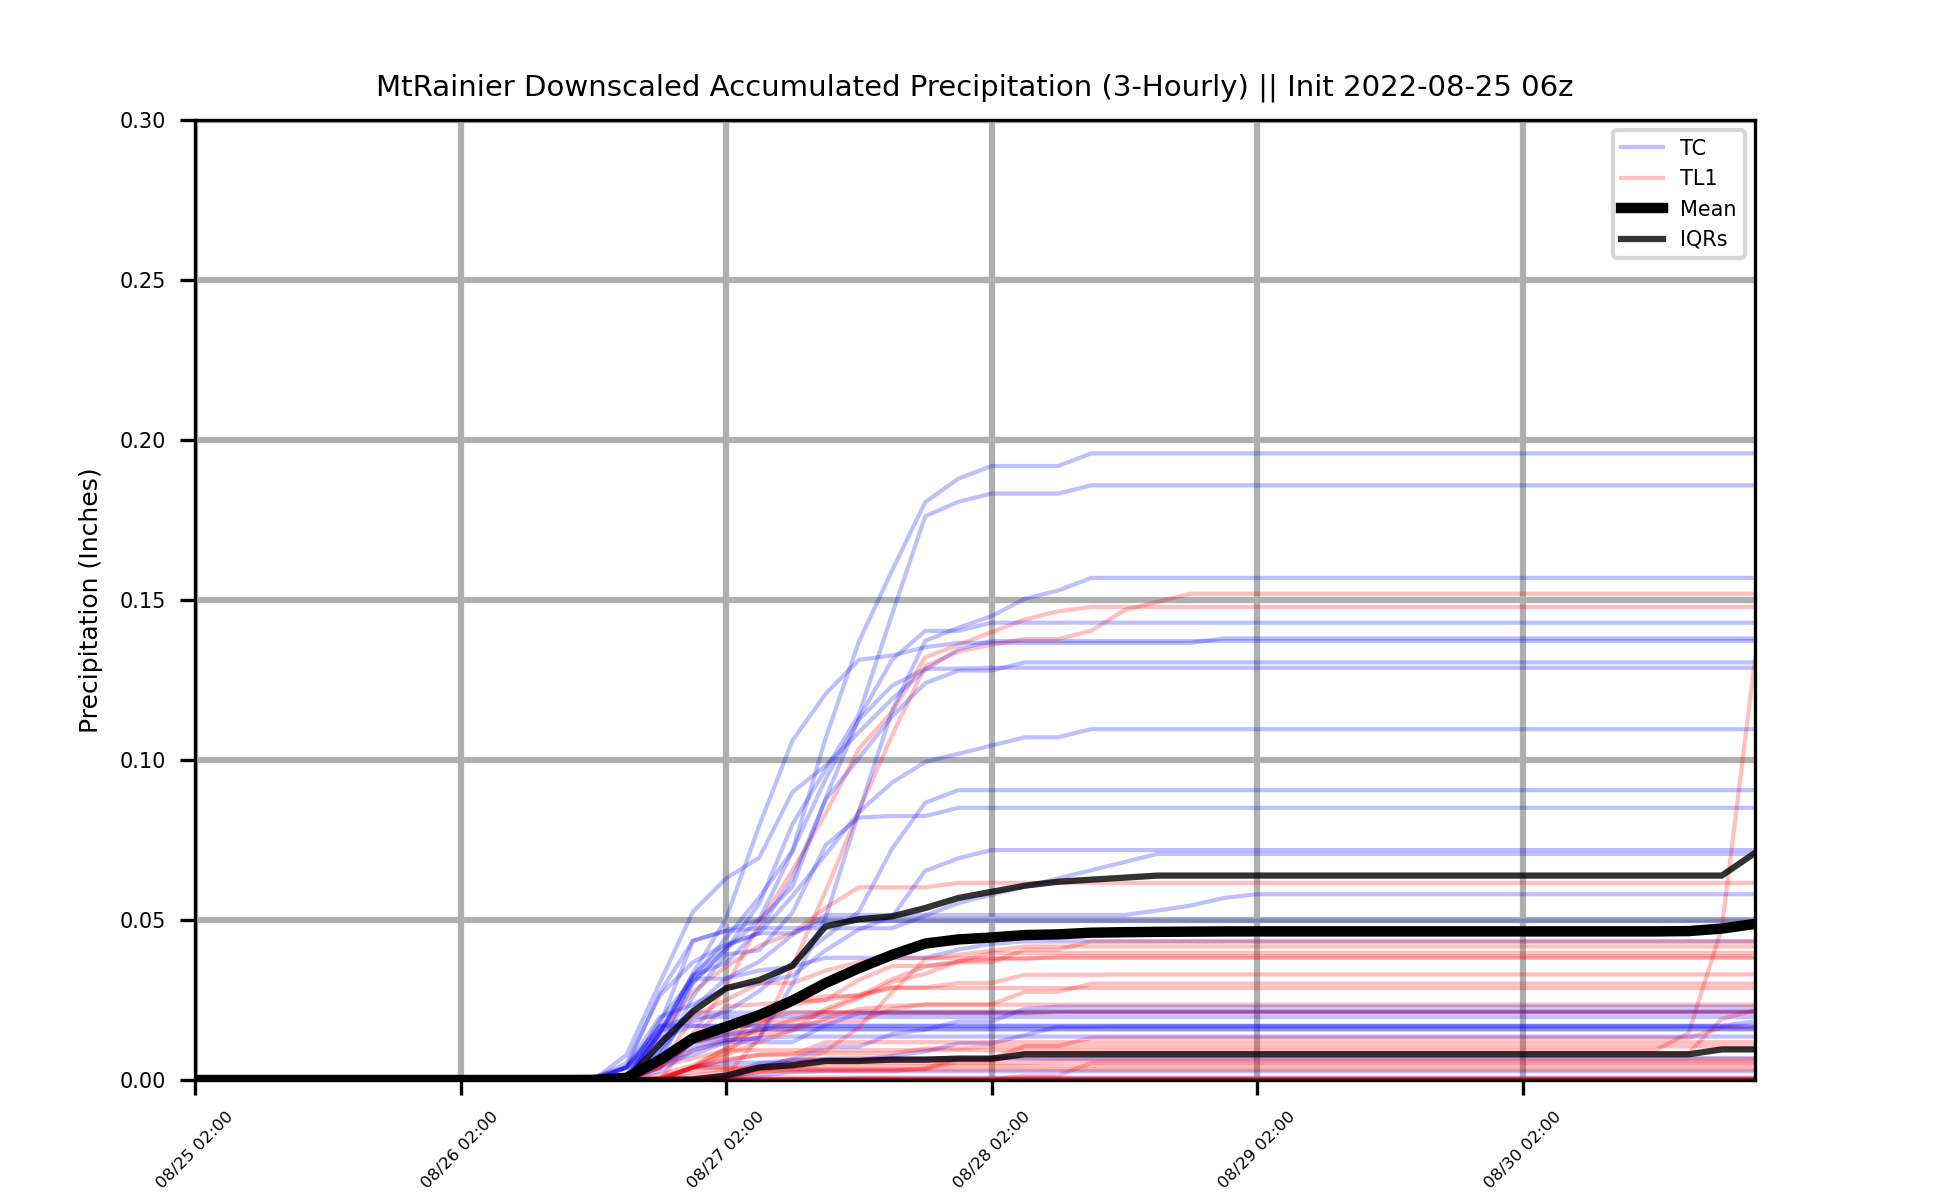 MtRainier Downscaled Accumulated Precipitation (3-Hourly) || Init 2022-08-25 06z
Precipitation (Inches)
0.30
0.25
0.20
0.15
0.10
0.05
0.00
TC
TL1
Mean
IQRs
08/25 02:00
08/26 02:00
08/27 02:00
08/28 02:00
08/29 02:00
08/30 02:00